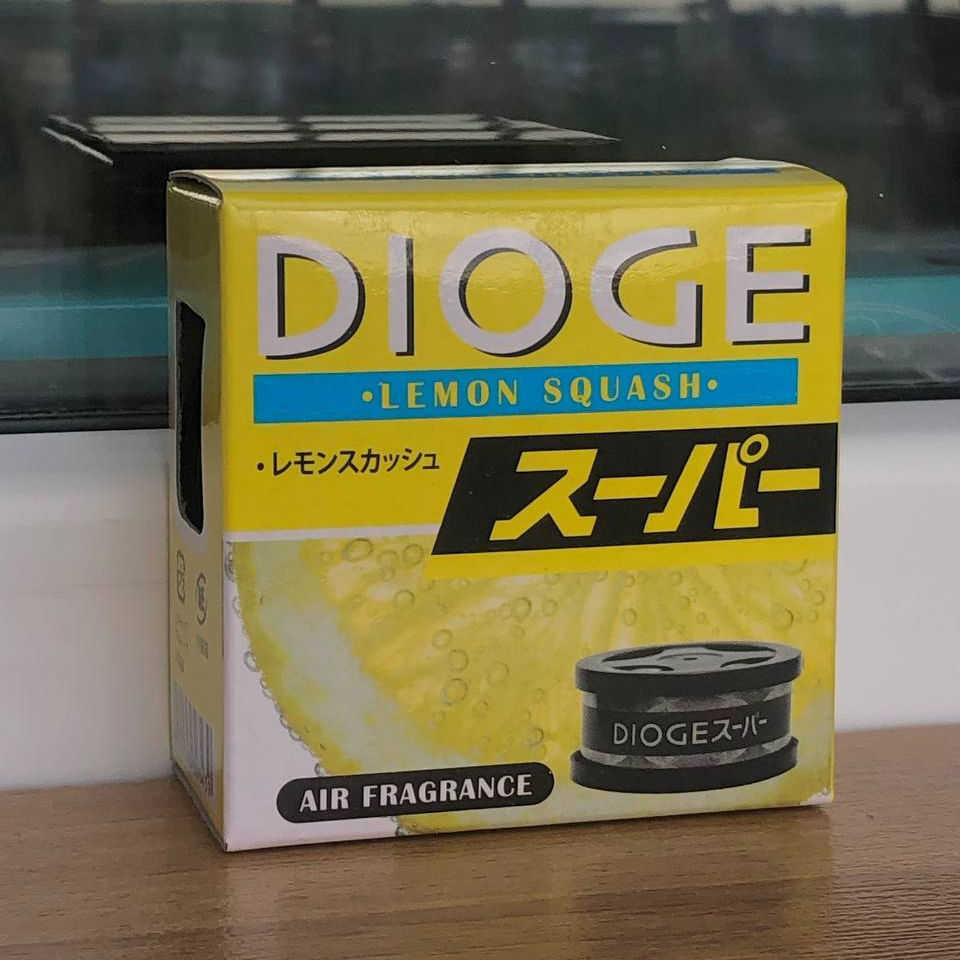 DIOGE
•LEMON SQUASH•
•レモンスカッシュ
スーパー
DIOGEスーパー
AIR FRAGRANCE